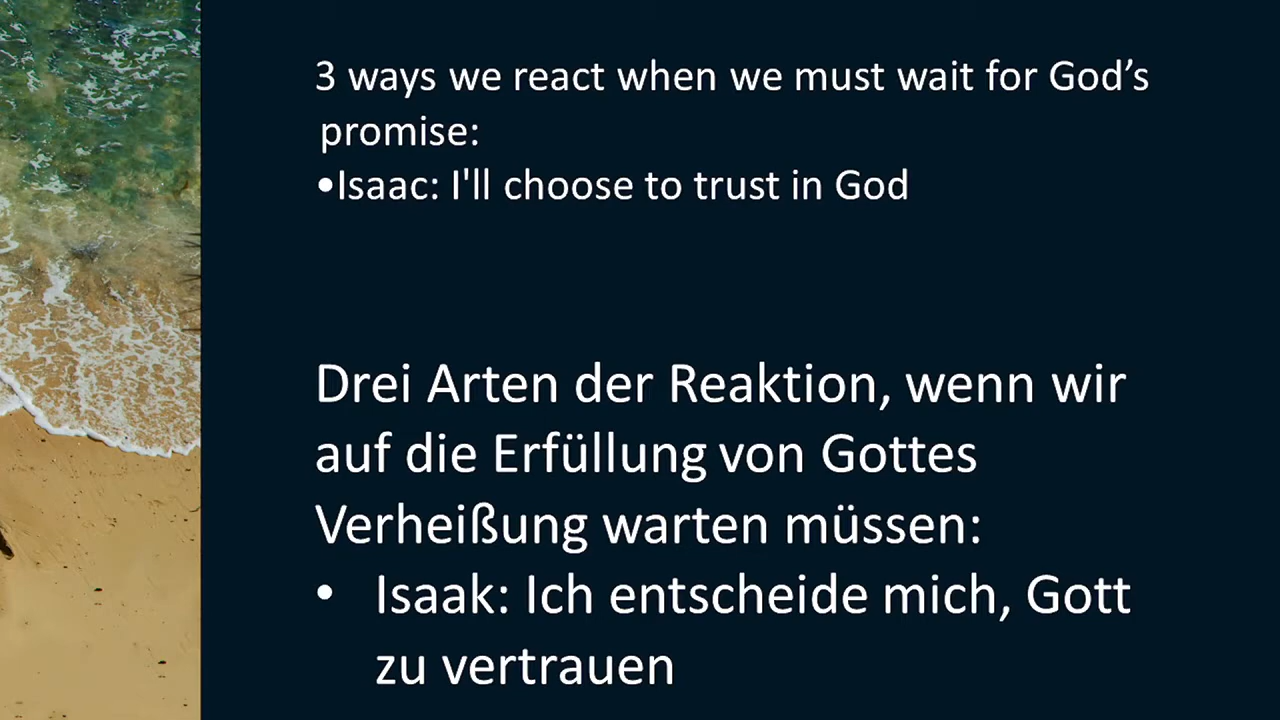 3 ways we react when we must wait for God’s
promise:
•Isaac: I'll choose to trust in God
Drei Arten der Reaktion, wenn wir
auf die Erfüllung von Gottes
Verheißung warten müssen:
• Isaak: Ich entscheide mich, Gott
zu vertrauen